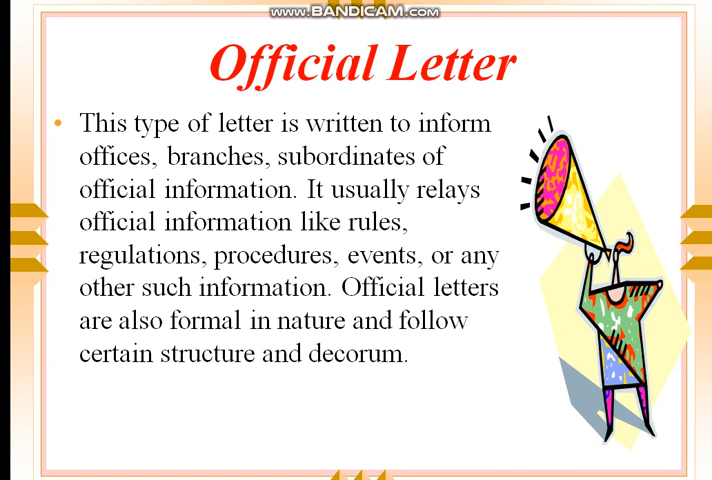 www.BANDICAM.com
Official Letter
• This type of letter is written to inform
offices, branches, subordinates of
official information. It usually relays
official information like rules,
regulations, procedures, events, or any
other such information. Official letters
are also formal in nature and follow
certain structure and decorum.